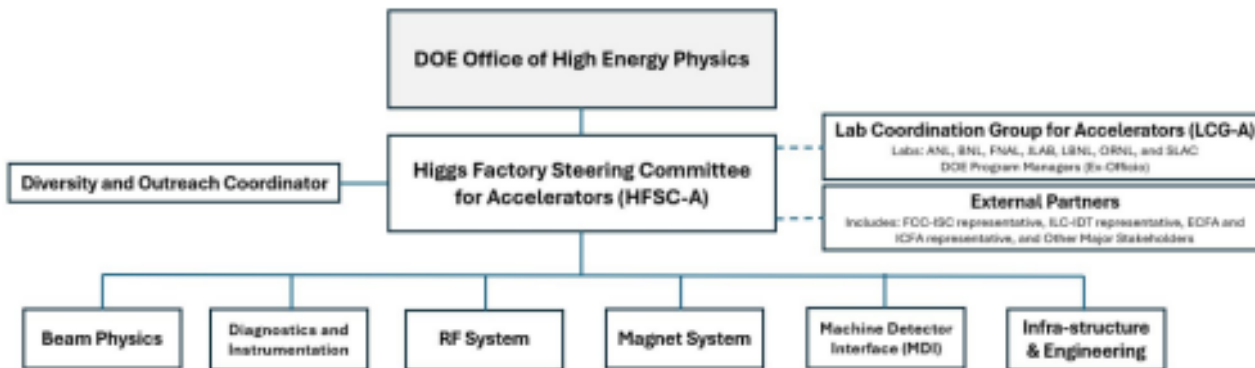 DOE Office of High Energy Physics
Lab Coordination Group for Accelerators (LCG-A)
Labs: ANL, BNL, FNAL, JLAB, LBNL, ORNL, and SLAC
DOE Program Managers (Ex-Officio)
Diversity and Outreach Coordinator
Higgs Factory Steering Committee
for Accelerators (HFSC-A)
External Partners
Includes: FCC-ISC representative, ILC-IDT representative, ECFA and
ICFA representative, and Other Major Stakeholders
Beam Physics
Diagnostics and
Instrumentation
RF System
Magnet System
Machine Detector
Interface (MDI)
Infra-structure
& Engineering